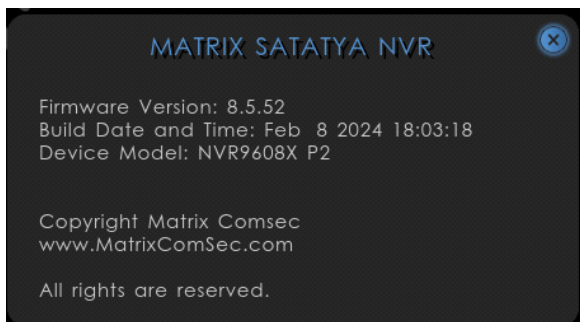 MATRIX SATATYA NVR
Firmware Version: 8.5.52
Build Date and Time: Feb  8 2024 18:03:18
Device Model: NVR9608X P2
Copyright Matrix Comsec
www.MatrixComSec.com
All rights are reserved.